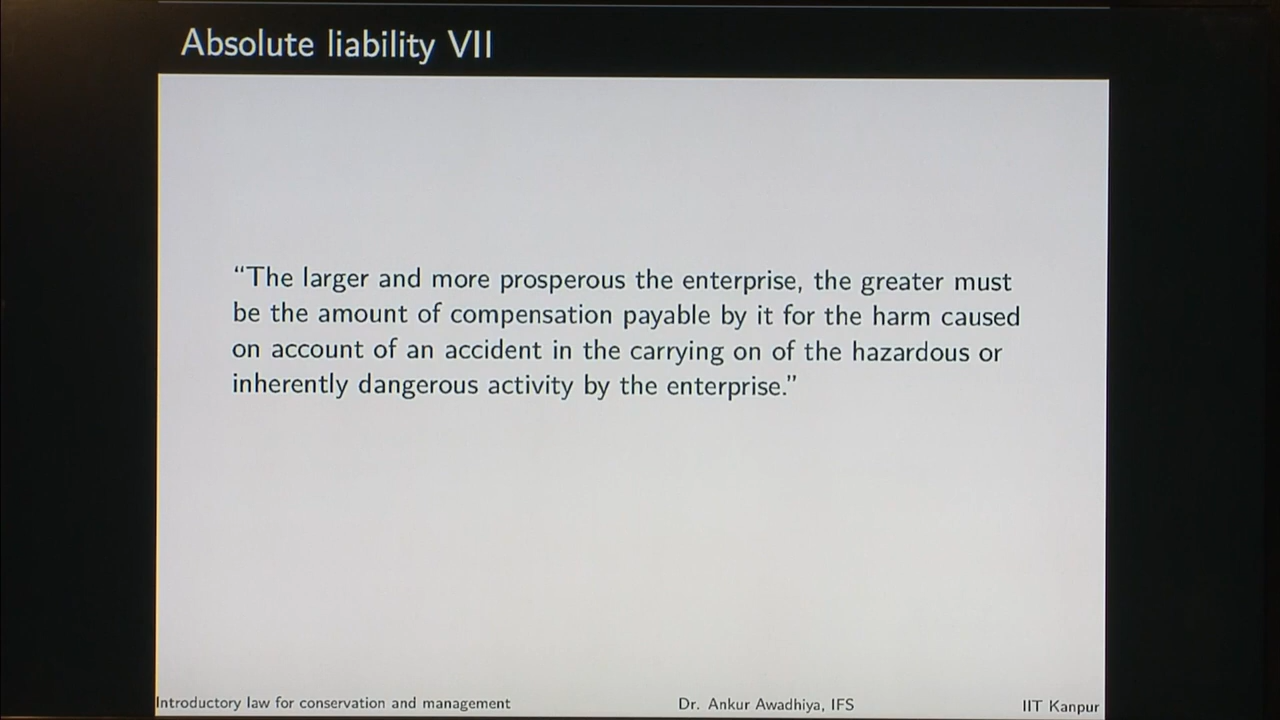 Absolute liability VII
“The larger and more prosperous the enterprise, the greater must
be the amount of compensation payable by it for the harm caused
on account of an accident in the carrying on of the hazardous or
inherently dangerous activity by the enterprise.”
Introductory law for conservation and management Dr. Ankur Awadhiya, IFS IIT Kanpur